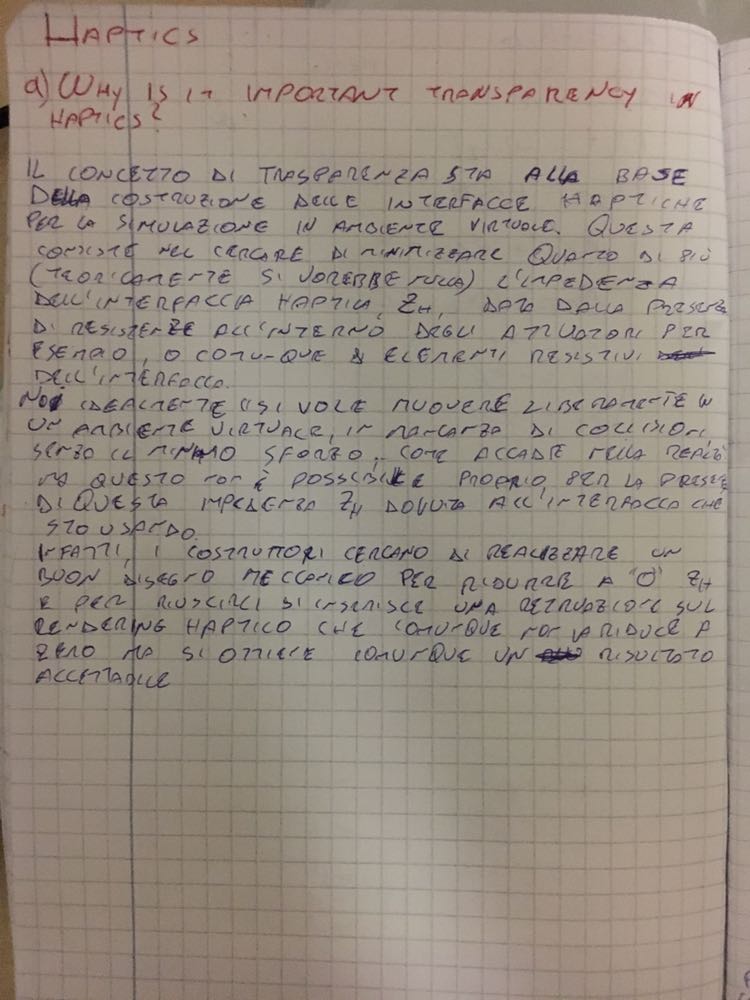 HAPTICS
a) WHY IS IT IMPORTANT TRANSPARENCY IN
HAPTICS?
IL CONCETTO DI TRASPARENZA STA ALLA BASE
DELLA COSTRUZIONE DELLE INTERFACCE HAPTICHE
PER LA SIMULAZIONE IN AMBIENTE VIRTUALE. QUESTA
CONSISTE NEL CERCARE DI MINIMIZZARE QUANTO DI PIÙ
(TEORICAMENTE SI VORREBBE NULLA) L'IMPEDENZA
DELL'INTERFACCIA HAPTICA, ZH, DATA DALLA PRESENZA
DI RESISTENZE ALL'INTERNO DEGLI ATTUATORI PER
ESEMPIO, O COMUNQUE ELEMENTI RESISTIVI
DELL'INTERFACCIA.
NOI IDEALMENTE CI SI VOLE MUOVERE LIBERAMENTE IN
UN AMBIENTE VIRTUALE, IN MANCANZA DI COLLISIONI,
SENZA IL MINIMO SFORZO, COME ACCADE NELLA REALTÀ
MA QUESTO NON È POSSIBILE PROPRIO PER LA PRESENZA
DI QUESTA IMPEDENZA ZH DOVUTA ALL'INTERFACCIA CHE
STO USANDO.
INFATTI, I COSTRUTTORI CERCANO DI REALIZZARE UN
BUON DISEGNO MECCANICO PER RIDURRE A "0" ZH
E PER RIUSCIRCI SI INSERISCE UNA RETROAZIONE SUL
RENDERING HAPTICO CHE COMUNQUE NON LA RIDUCE A
ZERO MA SI OTTIENE COMUNQUE UN RISULTATO
ACCETTABILE